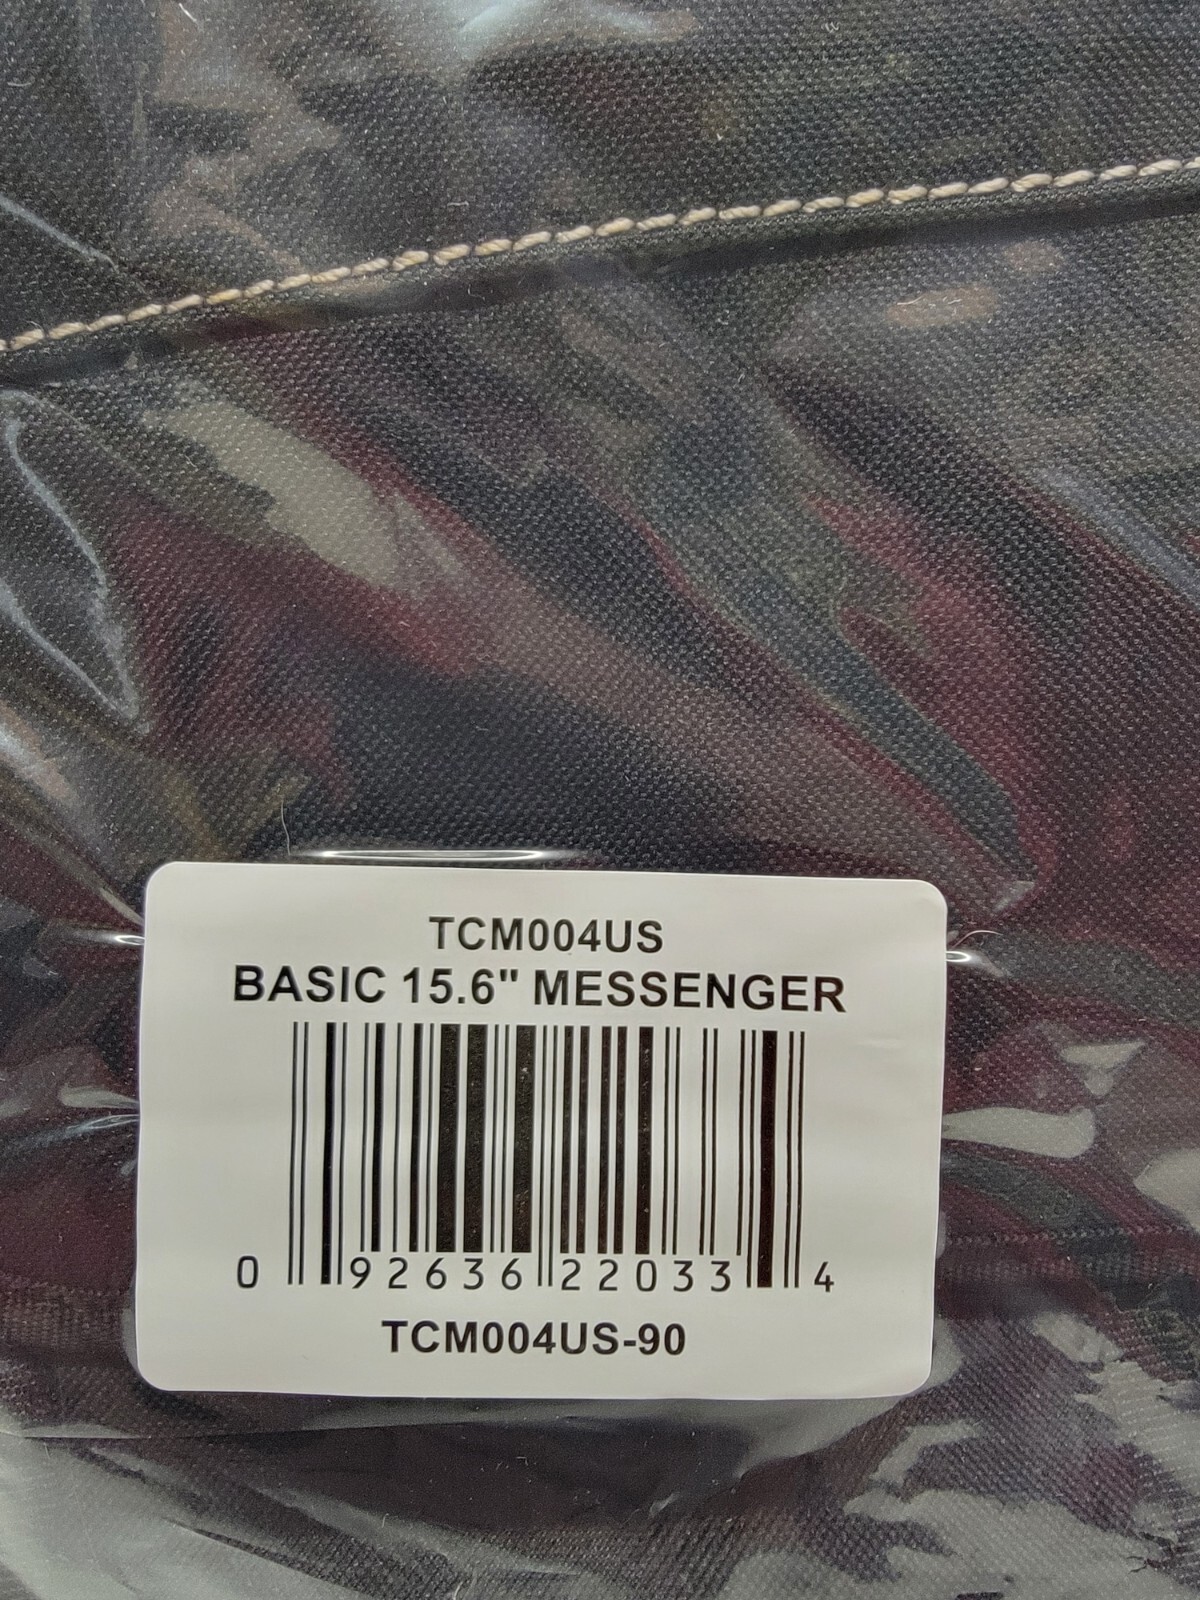 TCM004US
BASIC 15.6" MESSENGER
0 92636 22033 4
TCM004US-90